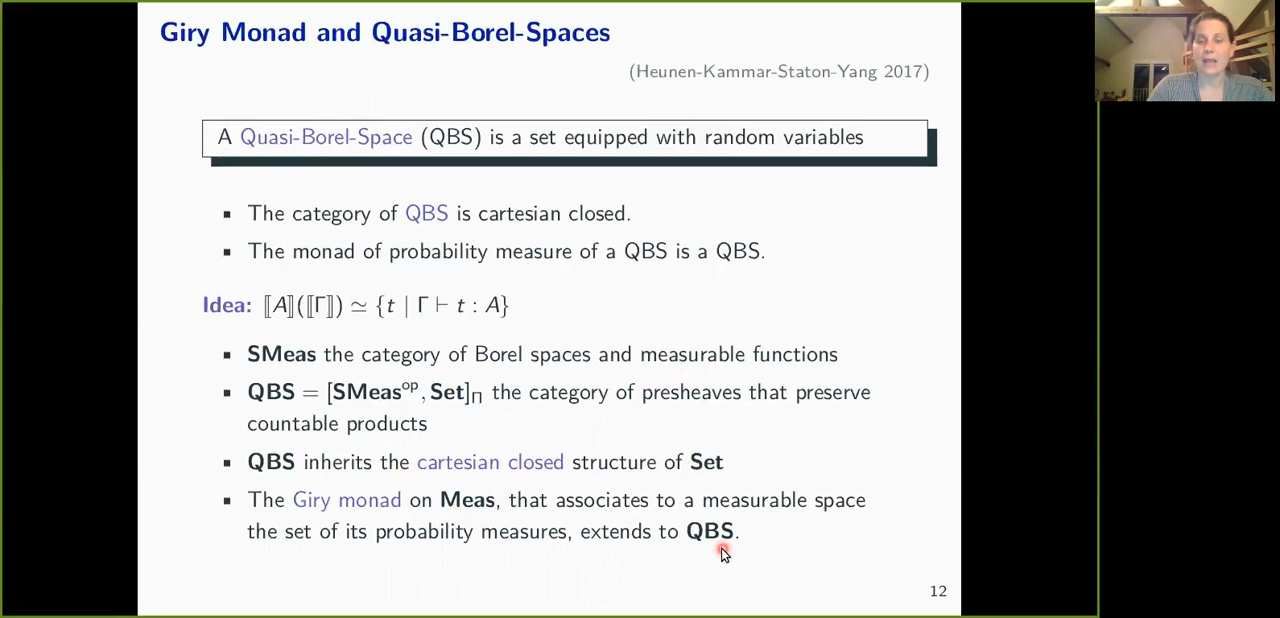 Giry Monad and Quasi-Borel-Spaces
(Heunen-Kammar-Staton-Yang 2017)
A Quasi-Borel-Space (QBS) is a set equipped with random variables
▪ The category of QBS is cartesian closed.
▪ The monad of probability measure of a QBS is a QBS.
Idea: ⟦A⟧(⟦Γ⟧) ≃ {t | Γ ⊢ t : A}
▪ SMeas the category of Borel spaces and measurable functions
▪ QBS = [SMeasᵒᵖ, Set]_Π the category of presheaves that preserve
countable products
▪ QBS inherits the cartesian closed structure of Set
▪ The Giry monad on Meas, that associates to a measurable space
the set of its probability measures, extends to QBS.
12